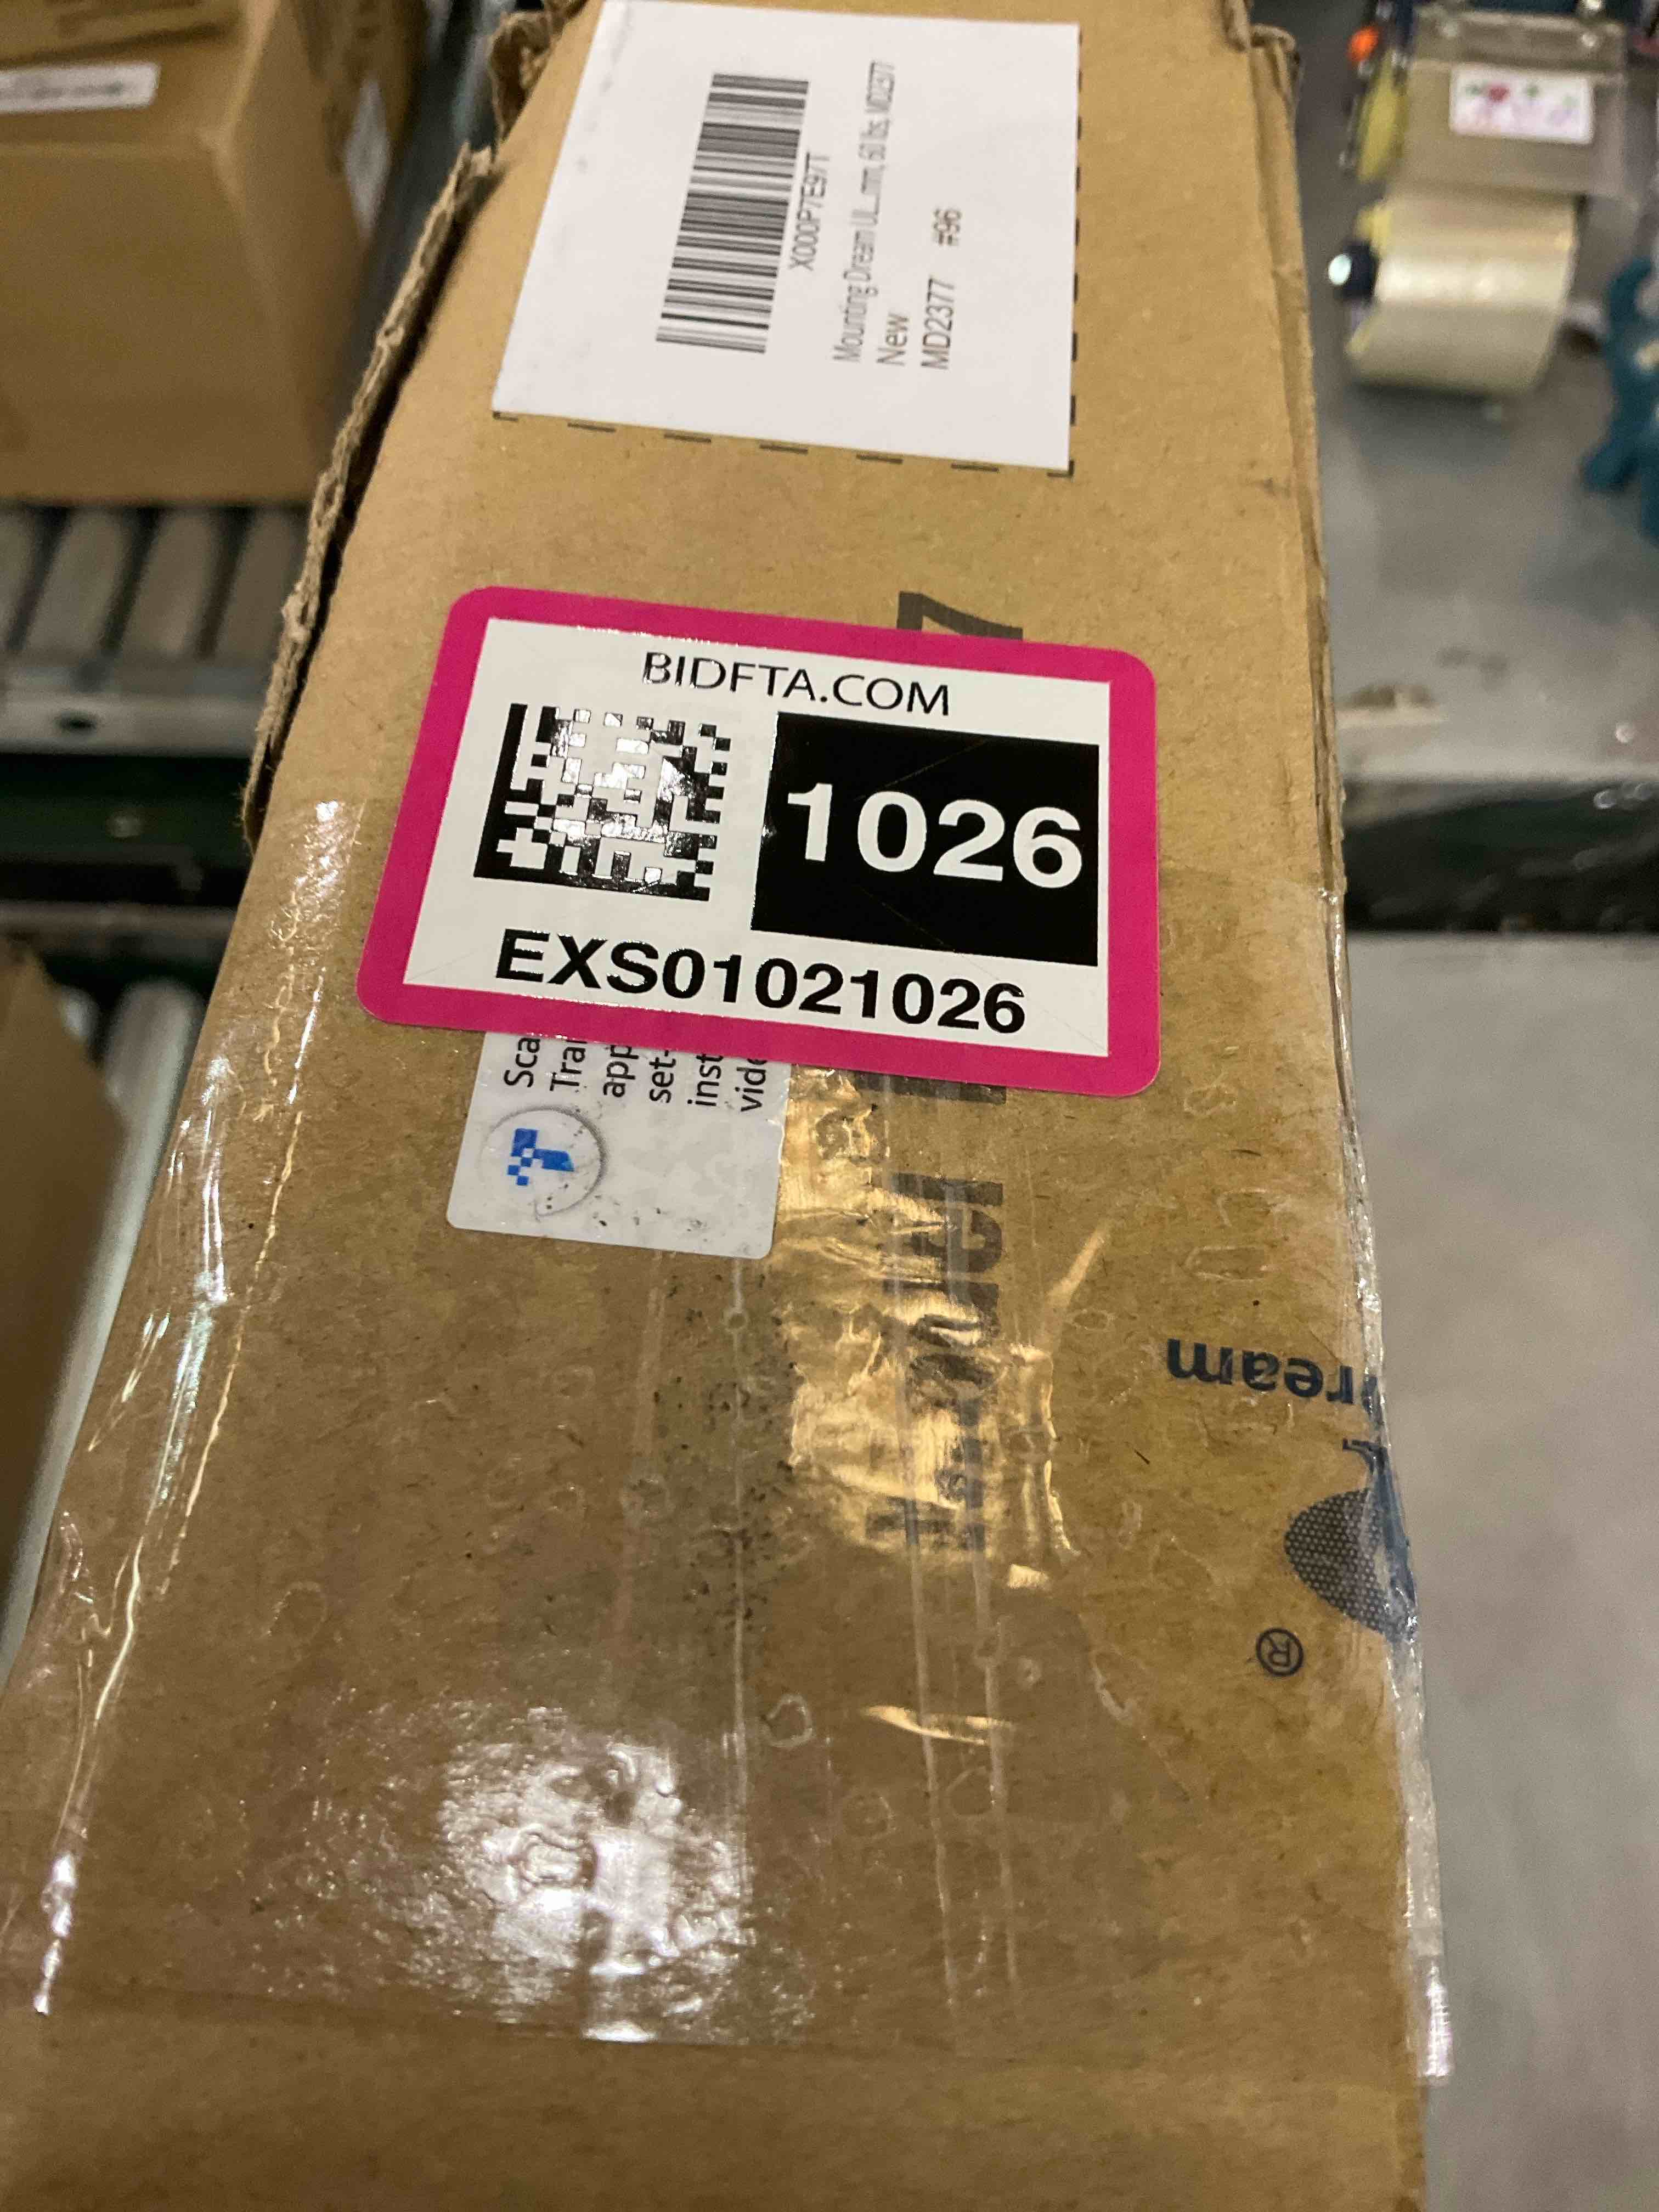 X000P7E97T
Mounting Dream UL...mm, 60 lbs, MD2377
New
MD2377 #96
BIDFTA.COM
1026
EXS01021026
Sca
Tra
app
set-
inst
vide
ream
®